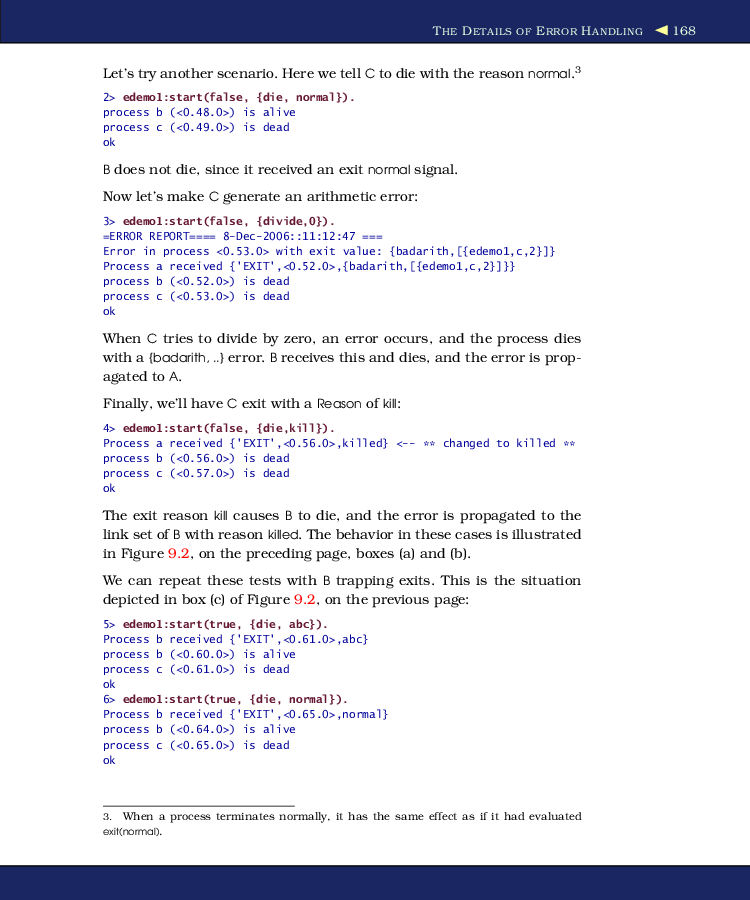 THE DETAILS OF ERROR HANDLING ◀ 168
Let's try another scenario. Here we tell C to die with the reason normal.3
2> edemo1:start(false, {die, normal}).
process b (<0.48.0>) is alive
process c (<0.49.0>) is dead
ok
B does not die, since it received an exit normal signal.
Now let's make C generate an arithmetic error:
3> edemo1:start(false, {divide,0}).
=ERROR REPORT==== 8-Dec-2006::11:12:47 ===
Error in process <0.53.0> with exit value: {badarith,[{edemo1,c,2}]}
Process a received {'EXIT',<0.52.0>,{badarith,[{edemo1,c,2}]}}
process b (<0.52.0>) is dead
process c (<0.53.0>) is dead
ok
When C tries to divide by zero, an error occurs, and the process dies
with a {badarith, ..} error. B receives this and dies, and the error is prop-
agated to A.
Finally, we'll have C exit with a Reason of kill:
4> edemo1:start(false, {die,kill}).
Process a received {'EXIT',<0.56.0>,killed} <-- ** changed to killed **
process b (<0.56.0>) is dead
process c (<0.57.0>) is dead
ok
The exit reason kill causes B to die, and the error is propagated to the
link set of B with reason killed. The behavior in these cases is illustrated
in Figure 9.2, on the preceding page, boxes (a) and (b).
We can repeat these tests with B trapping exits. This is the situation
depicted in box (c) of Figure 9.2, on the previous page:
5> edemo1:start(true, {die, abc}).
Process b received {'EXIT',<0.61.0>,abc}
process b (<0.60.0>) is alive
process c (<0.61.0>) is dead
ok
6> edemo1:start(true, {die, normal}).
Process b received {'EXIT',<0.65.0>,normal}
process b (<0.64.0>) is alive
process c (<0.65.0>) is dead
ok
3. When a process terminates normally, it has the same effect as if it had evaluated
exit(normal).